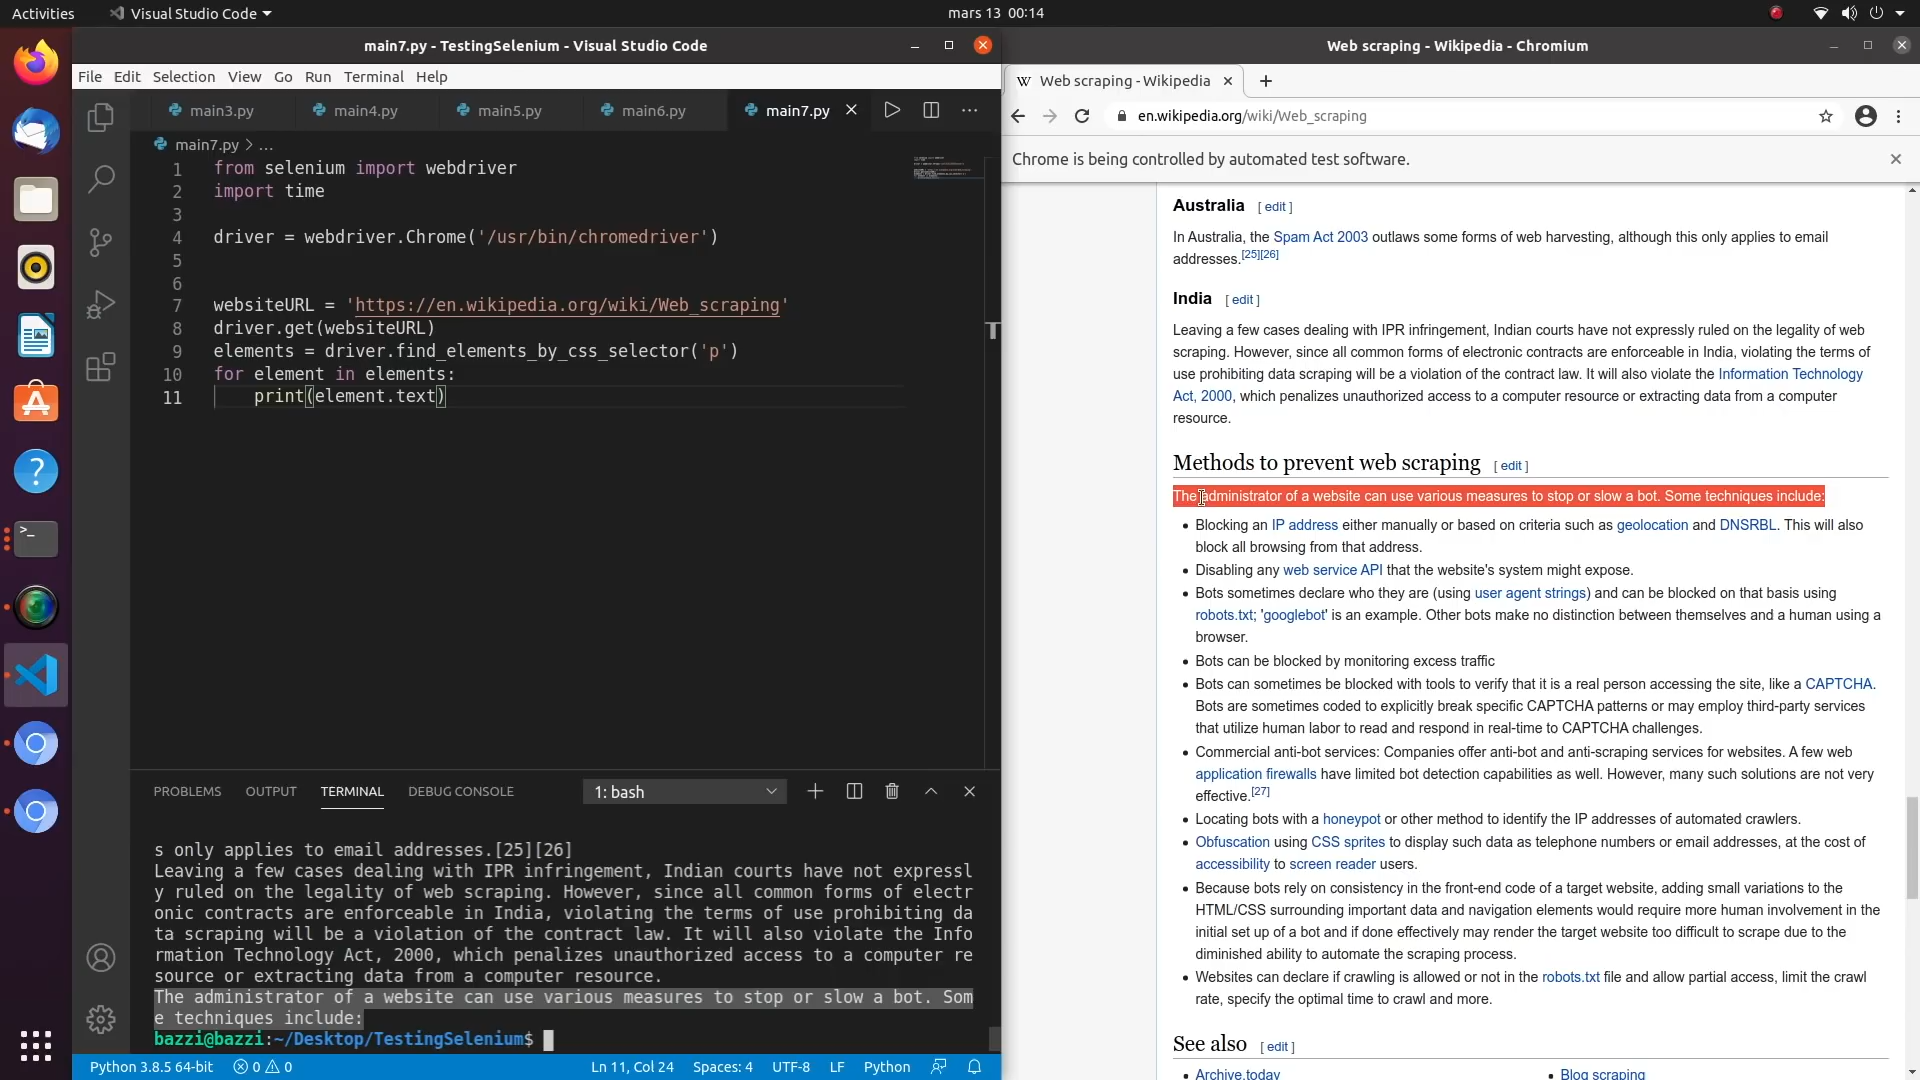 Activities
Visual Studio Code
mars 13 00:14
main7.py - TestingSelenium - Visual Studio Code
File Edit Selection View Go Run Terminal Help
main3.py
main4.py
main5.py
main6.py
main7.py
main7.py > ...
1 from selenium import webdriver
2 import time
3
4 driver = webdriver.Chrome('/usr/bin/chromedriver')
5
6
7 websiteURL = 'https://en.wikipedia.org/wiki/Web_scraping'
8 driver.get(websiteURL)
9 elements = driver.find_elements_by_css_selector('p')
10 for element in elements:
11 print(element.text)
PROBLEMS OUTPUT TERMINAL DEBUG CONSOLE
1: bash
s only applies to email addresses.[25][26]
Leaving a few cases dealing with IPR infringement, Indian courts have not expressl
y ruled on the legality of web scraping. However, since all common forms of electr
onic contracts are enforceable in India, violating the terms of use prohibiting da
ta scraping will be a violation of the contract law. It will also violate the Info
rmation Technology Act, 2000, which penalizes unauthorized access to a computer re
source or extracting data from a computer resource.
The administrator of a website can use various measures to stop or slow a bot. Som
e techniques include:
bazzi@bazzi:~/Desktop/TestingSelenium$
Python 3.8.5 64-bit
0 0
Ln 11, Col 24
Spaces: 4
UTF-8
LF
Python
Web scraping - Wikipedia - Chromium
W Web scraping - Wikipedia
en.wikipedia.org/wiki/Web_scraping
Chrome is being controlled by automated test software.
Australia [ edit ]
In Australia, the Spam Act 2003 outlaws some forms of web harvesting, although this only applies to email
addresses.[25][26]
India [ edit ]
Leaving a few cases dealing with IPR infringement, Indian courts have not expressly ruled on the legality of web
scraping. However, since all common forms of electronic contracts are enforceable in India, violating the terms of
use prohibiting data scraping will be a violation of the contract law. It will also violate the Information Technology
Act, 2000, which penalizes unauthorized access to a computer resource or extracting data from a computer
resource.
Methods to prevent web scraping [ edit ]
The administrator of a website can use various measures to stop or slow a bot. Some techniques include:
• Blocking an IP address either manually or based on criteria such as geolocation and DNSRBL. This will also
block all browsing from that address.
• Disabling any web service API that the website's system might expose.
• Bots sometimes declare who they are (using user agent strings) and can be blocked on that basis using
robots.txt; 'googlebot' is an example. Other bots make no distinction between themselves and a human using a
browser.
• Bots can be blocked by monitoring excess traffic
• Bots can sometimes be blocked with tools to verify that it is a real person accessing the site, like a CAPTCHA.
Bots are sometimes coded to explicitly break specific CAPTCHA patterns or may employ third-party services
that utilize human labor to read and respond in real-time to CAPTCHA challenges.
• Commercial anti-bot services: Companies offer anti-bot and anti-scraping services for websites. A few web
application firewalls have limited bot detection capabilities as well. However, many such solutions are not very
effective.[27]
• Locating bots with a honeypot or other method to identify the IP addresses of automated crawlers.
• Obfuscation using CSS sprites to display such data as telephone numbers or email addresses, at the cost of
accessibility to screen reader users.
• Because bots rely on consistency in the front-end code of a target website, adding small variations to the
HTML/CSS surrounding important data and navigation elements would require more human involvement in the
initial set up of a bot and if done effectively may render the target website too difficult to scrape due to the
diminished ability to automate the scraping process.
• Websites can declare if crawling is allowed or not in the robots.txt file and allow partial access, limit the crawl
rate, specify the optimal time to crawl and more.
See also [ edit ]
• Archive.today
• Blog scraping